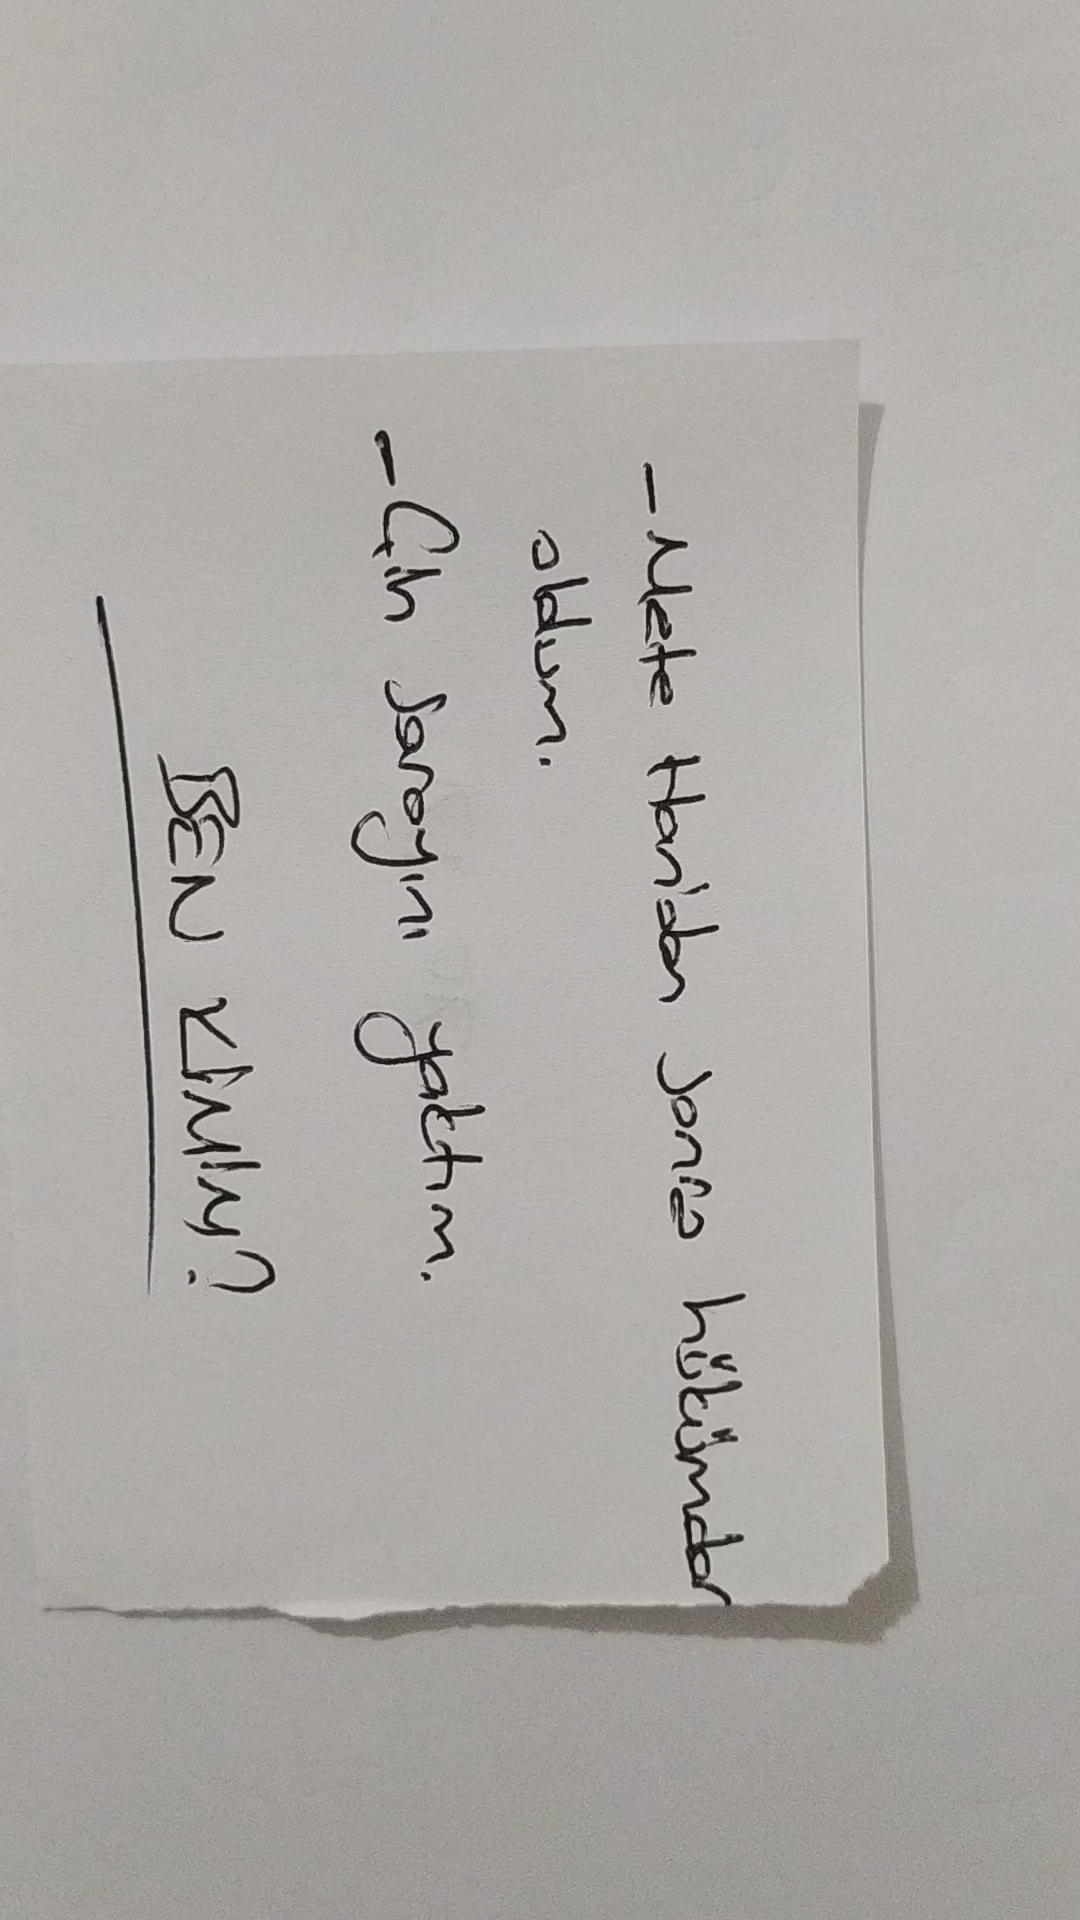 - Mete Han'dan sonra hükümdar
oldum.
- Çin sarayını yaktım.
BEN KİMİM?